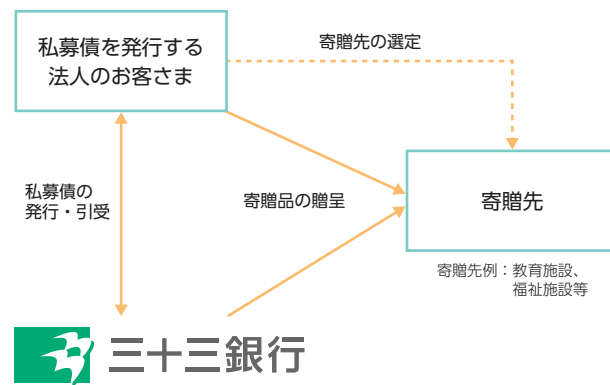 私募債を発行する
法人のお客さま
寄贈先の選定
私募債の
発行・引受
寄贈品の贈呈
寄贈先
寄贈先例：教育施設、
福祉施設等
三十三銀行